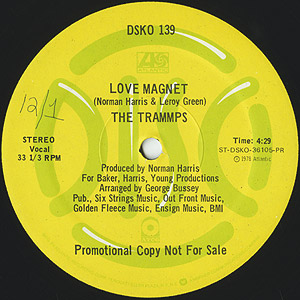 DSKO 139
LOVE MAGNET
(Norman Harris & Leroy Green)
THE TRAMMPS
12/1
STEREO
Vocal
33 1/3 RPM
Time: 4:29
ST-DSKO-36105-PR
℗ 1978 Atlantic
Produced by Norman Harris
For Baker, Harris, Young Productions
Arranged by George Bussey
Pub., Six Strings Music, Out Front Music,
Golden Fleece Music, Ensign Music, BMI
Promotional Copy Not For Sale